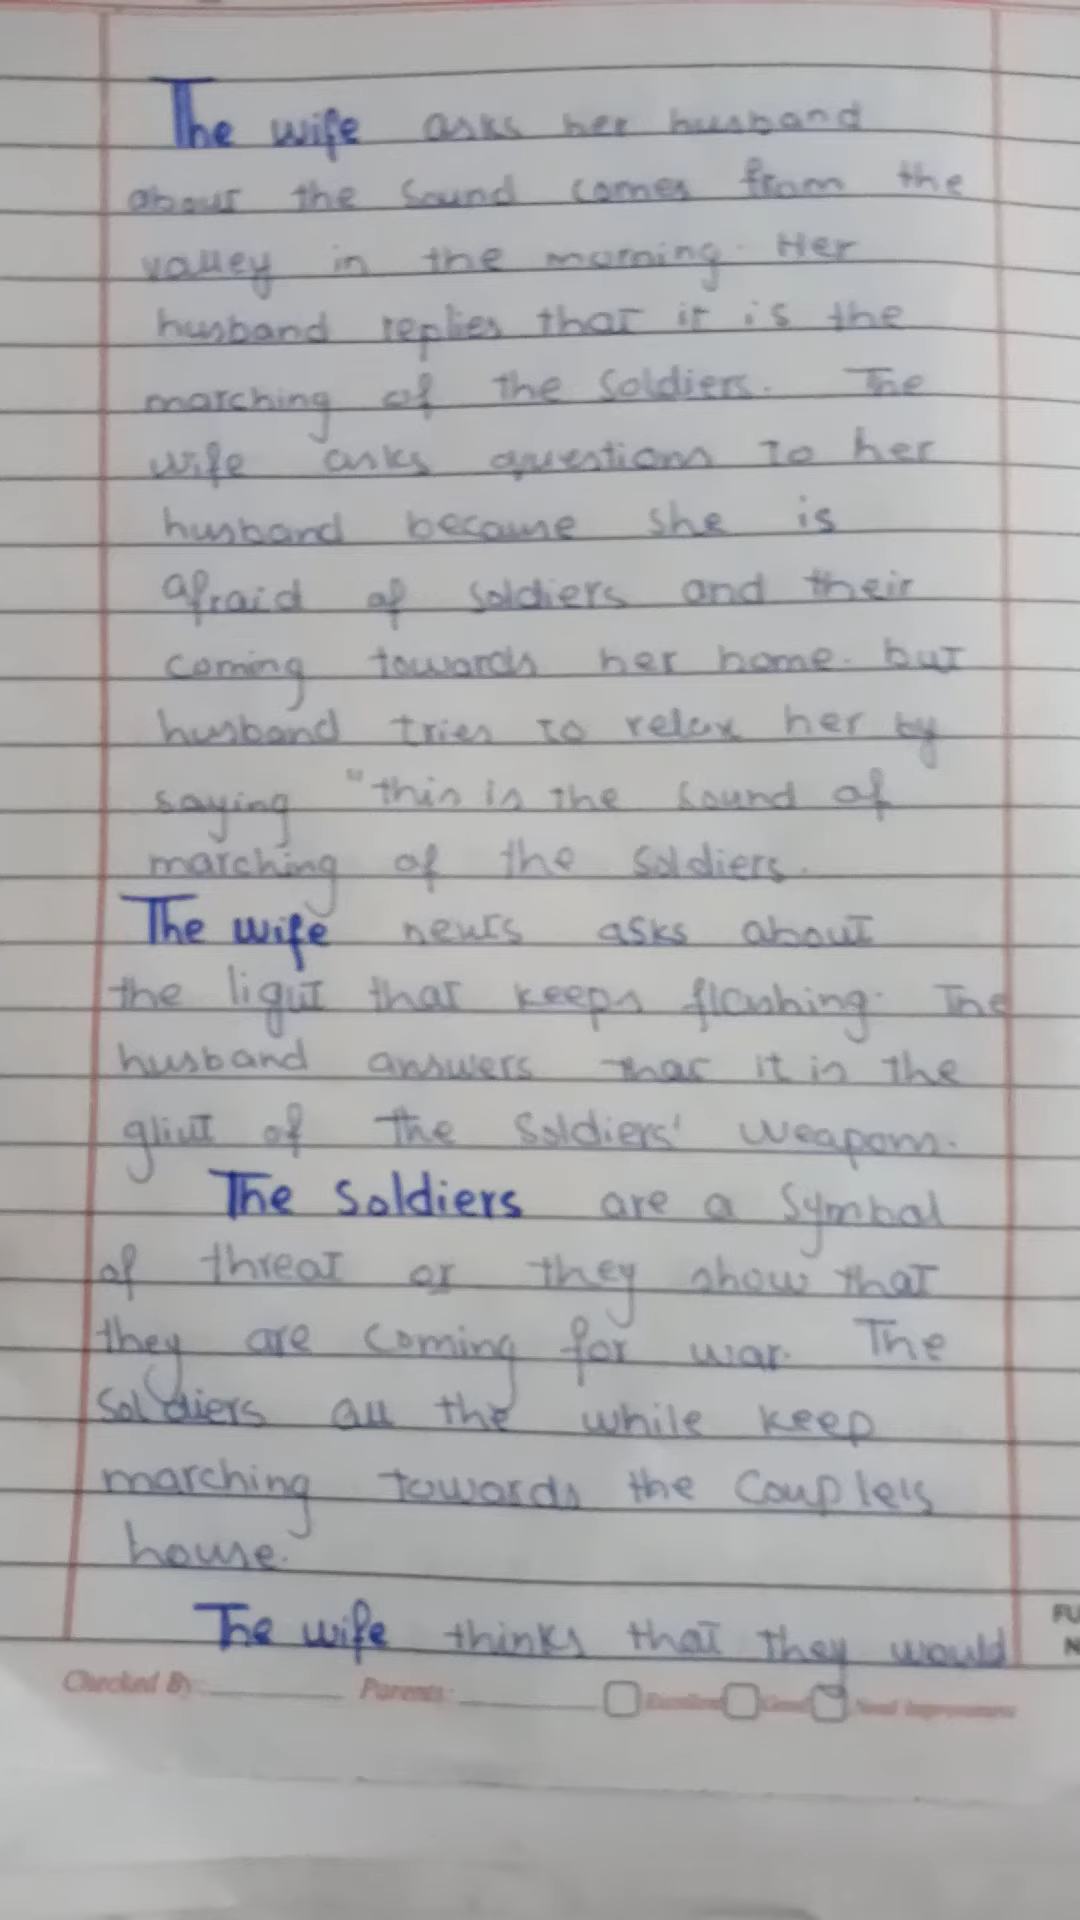 The wife asks her husband
about the sound comes from the
valley in the morning. Her
husband replies that it is the
marching of the soldiers. The
wife asks questions to her
husband because she is
afraid of soldiers and their
coming towards her home. but
husband tries to relax her by
saying "this is the sound of
marching of the soldiers.
The wife asks about
the light that keeps flashing. The
husband answers that it is the
glint of the soldiers' weapons.
The Soldiers are a Symbol
of threat or they show that
they are coming for war. The
soldiers all the while keep
marching towards the Couple's
house.
The wife thinks that they would
Checked By: Parents:
FU
N